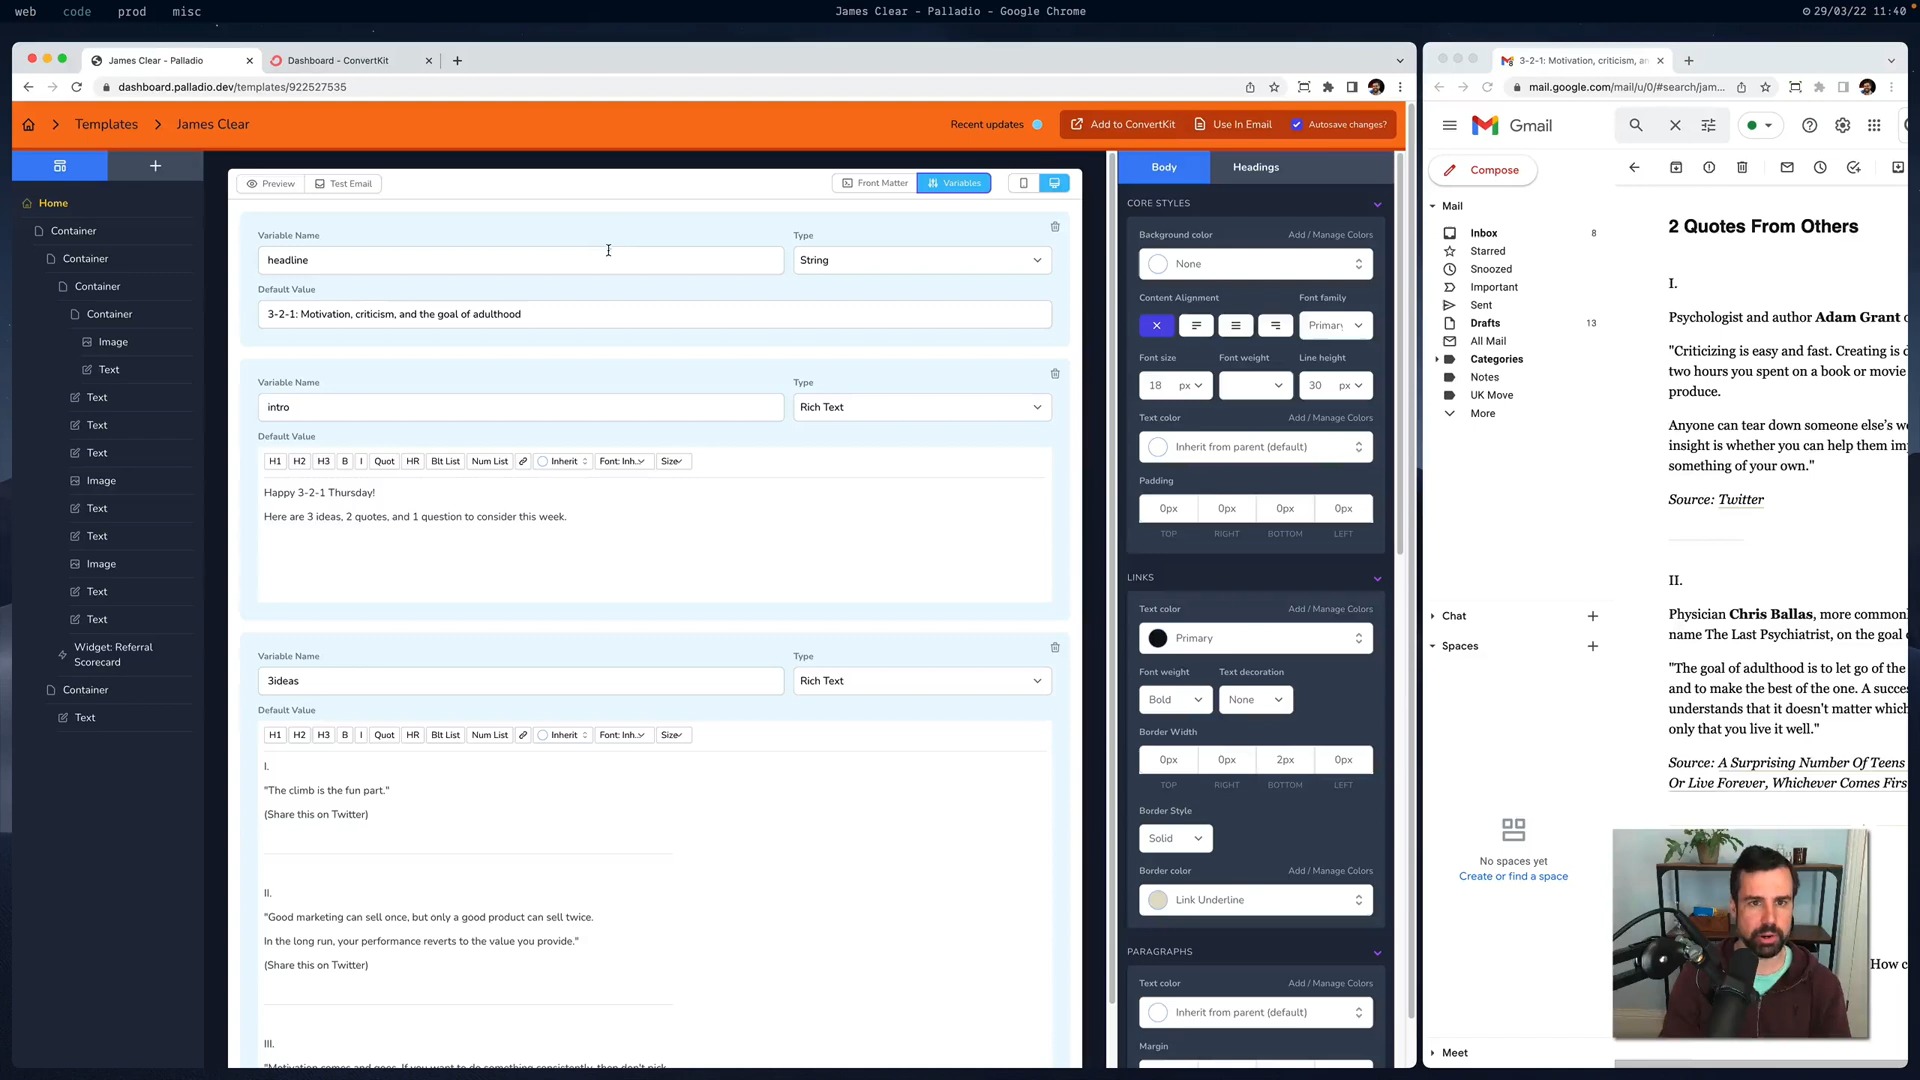 web code prod misc
James Clear - Palladio - Google Chrome
29/03/22 11:40
James Clear - Palladio
Dashboard - ConvertKit
dashboard.palladio.dev/templates/922527535
Templates
James Clear
Recent updates
Add to ConvertKit
Use In Email
Autosave changes?
Home
Container
Container
Container
Container
Image
Text
Text
Text
Text
Image
Text
Text
Image
Text
Text
Widget: Referral
Scorecard
Container
Text
Preview
Test Email
Front Matter
Variables
Variable Name
Type
headline
String
Default Value
3-2-1: Motivation, criticism, and the goal of adulthood
Variable Name
Type
intro
Rich Text
Default Value
H1 H2 H3 B I Quot HR Blt List Num List Inherit Font: Inh.. Size
Happy 3-2-1 Thursday!
Here are 3 ideas, 2 quotes, and 1 question to consider this week.
Variable Name
Type
3ideas
Rich Text
Default Value
H1 H2 H3 B I Quot HR Blt List Num List Inherit Font: Inh.. Size
I.
"The climb is the fun part."
(Share this on Twitter)
II.
"Good marketing can sell once, but only a good product can sell twice.
In the long run, your performance reverts to the value you provide."
(Share this on Twitter)
III.
"Motivation comes and goes. If you want to do something consistently, then don't pick
Body
Headings
CORE STYLES
Background color
Add / Manage Colors
None
Content Alignment
Font family
Primary
Font size
Font weight
Line height
18 px
30 px
Text color
Add / Manage Colors
Inherit from parent (default)
Padding
0px 0px 0px 0px
TOP RIGHT BOTTOM LEFT
LINKS
Text color
Add / Manage Colors
Primary
Font weight
Text decoration
Bold
None
Border Width
0px 0px 2px 0px
TOP RIGHT BOTTOM LEFT
Border Style
Solid
Border color
Add / Manage Colors
Link Underline
PARAGRAPHS
Text color
Add / Manage Colors
Inherit from parent (default)
Margin
3-2-1: Motivation, criticism, an
mail.google.com/mail/u/0/#search/jam...
Gmail
Compose
Mail
Inbox 8
Starred
Snoozed
Important
Sent
Drafts 13
All Mail
Categories
Notes
UK Move
More
Chat
Spaces
No spaces yet
Create or find a space
Meet
2 Quotes From Others
I.
Psychologist and author Adam Grant o
"Criticizing is easy and fast. Creating is d
two hours you spent on a book or movie
produce.
Anyone can tear down someone else's w
insight is whether you can help them im
something of your own."
Source: Twitter
II.
Physician Chris Ballas, more common
name The Last Psychiatrist, on the goal o
"The goal of adulthood is to let go of the
and to make the best of the one. A succe
understands that it doesn't matter which
only that you live it well."
Source: A Surprising Number Of Teens
Or Live Forever, Whichever Comes Firs
How c